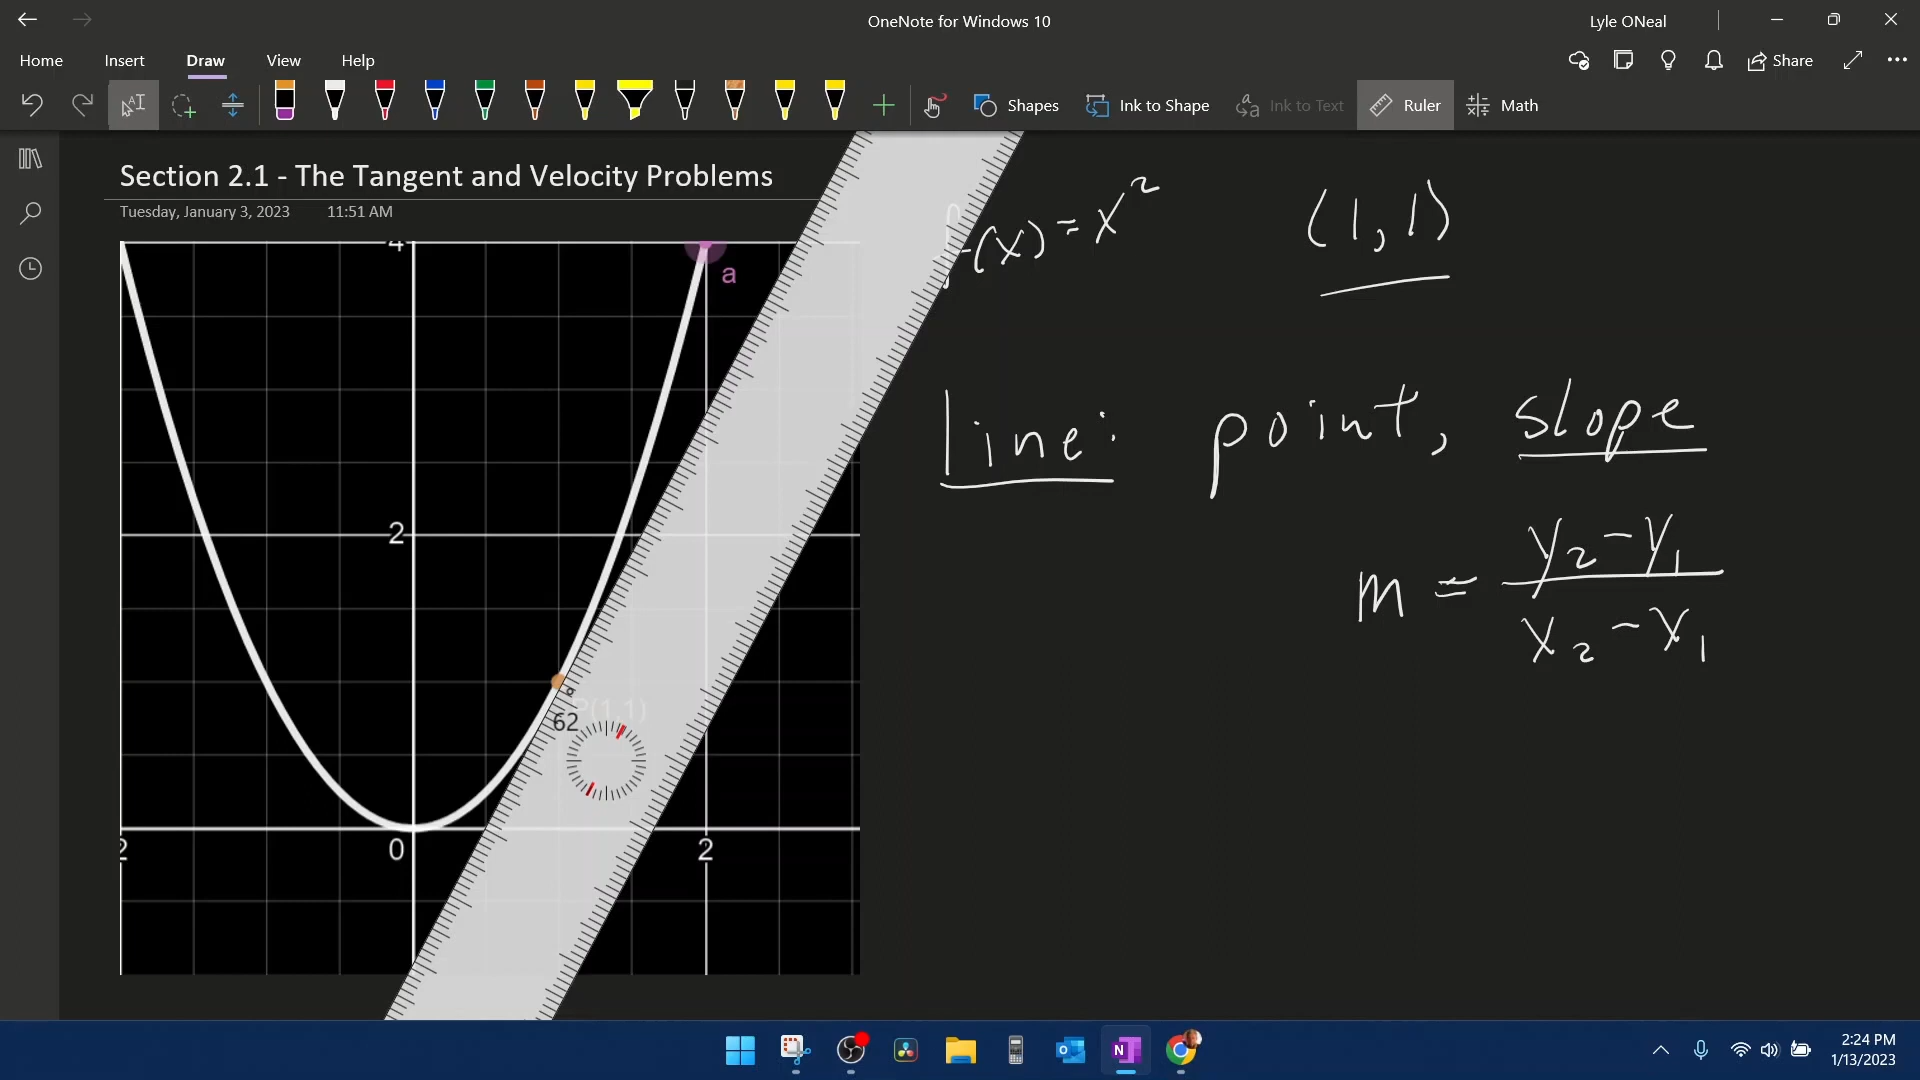 OneNote for Windows 10
Lyle ONeal
Home Insert Draw View Help
Share
Shapes Ink to Shape Ink to Text Ruler Math
Section 2.1 - The Tangent and Velocity Problems
Tuesday, January 3, 2023 11:51 AM
f(x) = x² (1,1)
4
a
line: point, slope
2
m = y₂ - y₁
x₂ - x₁
P(1,1)
62°
2 0 2
2:24 PM
1/13/2023